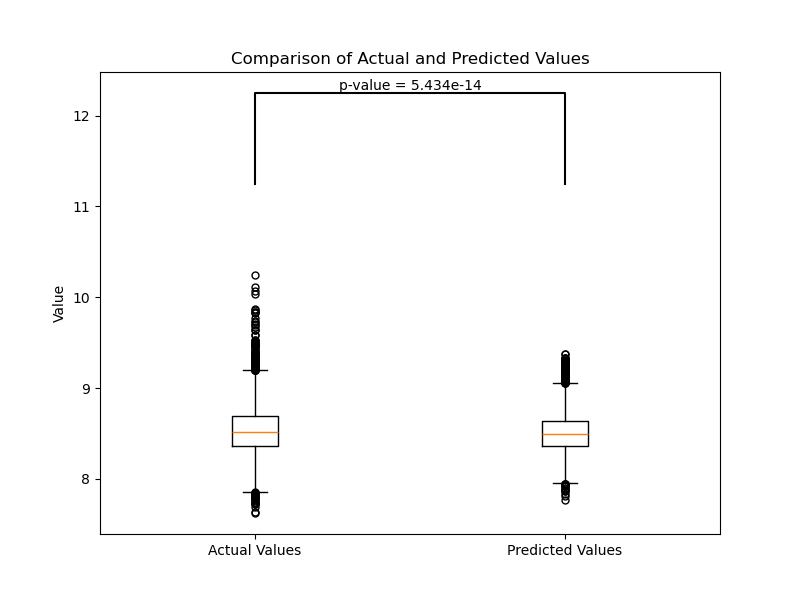 Comparison of Actual and Predicted Values
p-value = 5.434e-14
12
11
10
9
8
Value
Actual Values
Predicted Values